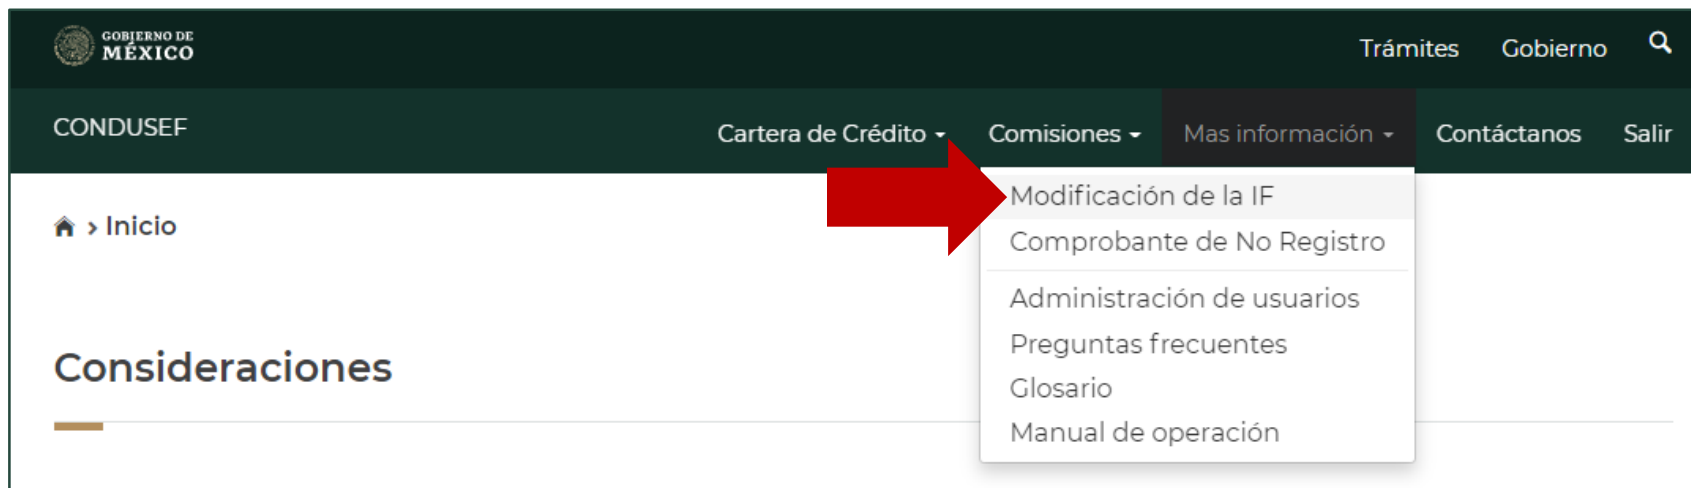 GOBIERNO DE
MÉXICO
Trámites Gobierno
CONDUSEF
Cartera de Crédito Comisiones Mas información Contáctanos Salir
Modificación de la IF
> Inicio
Comprobante de No Registro
Administración de usuarios
Preguntas frecuentes
Consideraciones
Glosario
Manual de operación